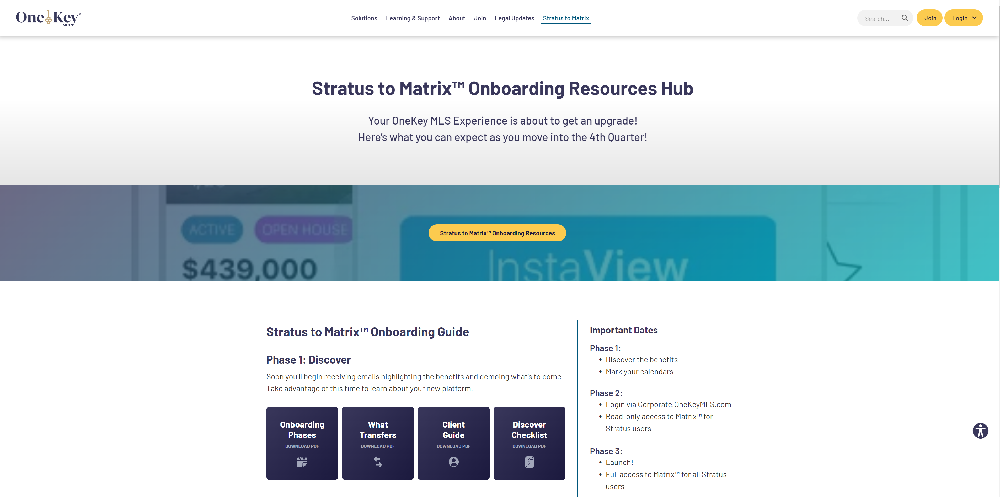 One Key®
MLS
Solutions
Learning & Support
About
Join
Legal Updates
Stratus to Matrix
Search...
Join
Login
Stratus to Matrix™ Onboarding Resources Hub
Your OneKey MLS Experience is about to get an upgrade!
Here's what you can expect as you move into the 4th Quarter!
ACTIVE
OPEN HOUSE
$439,000
InstaView
Stratus to Matrix™ Onboarding Resources
Stratus to Matrix™ Onboarding Guide
Phase 1: Discover
Soon you'll begin receiving emails highlighting the benefits and demoing what's to come.
Take advantage of this time to learn about your new platform.
Onboarding
Phases
DOWNLOAD PDF
What
Transfers
DOWNLOAD PDF
Client
Guide
DOWNLOAD PDF
Discover
Checklist
DOWNLOAD PDF
Important Dates
Phase 1:
• Discover the benefits
• Mark your calendars
Phase 2:
• Login via Corporate.OneKeyMLS.com
• Read-only access to Matrix™ for
Stratus users
Phase 3:
• Launch!
• Full access to Matrix™ for all Stratus
users